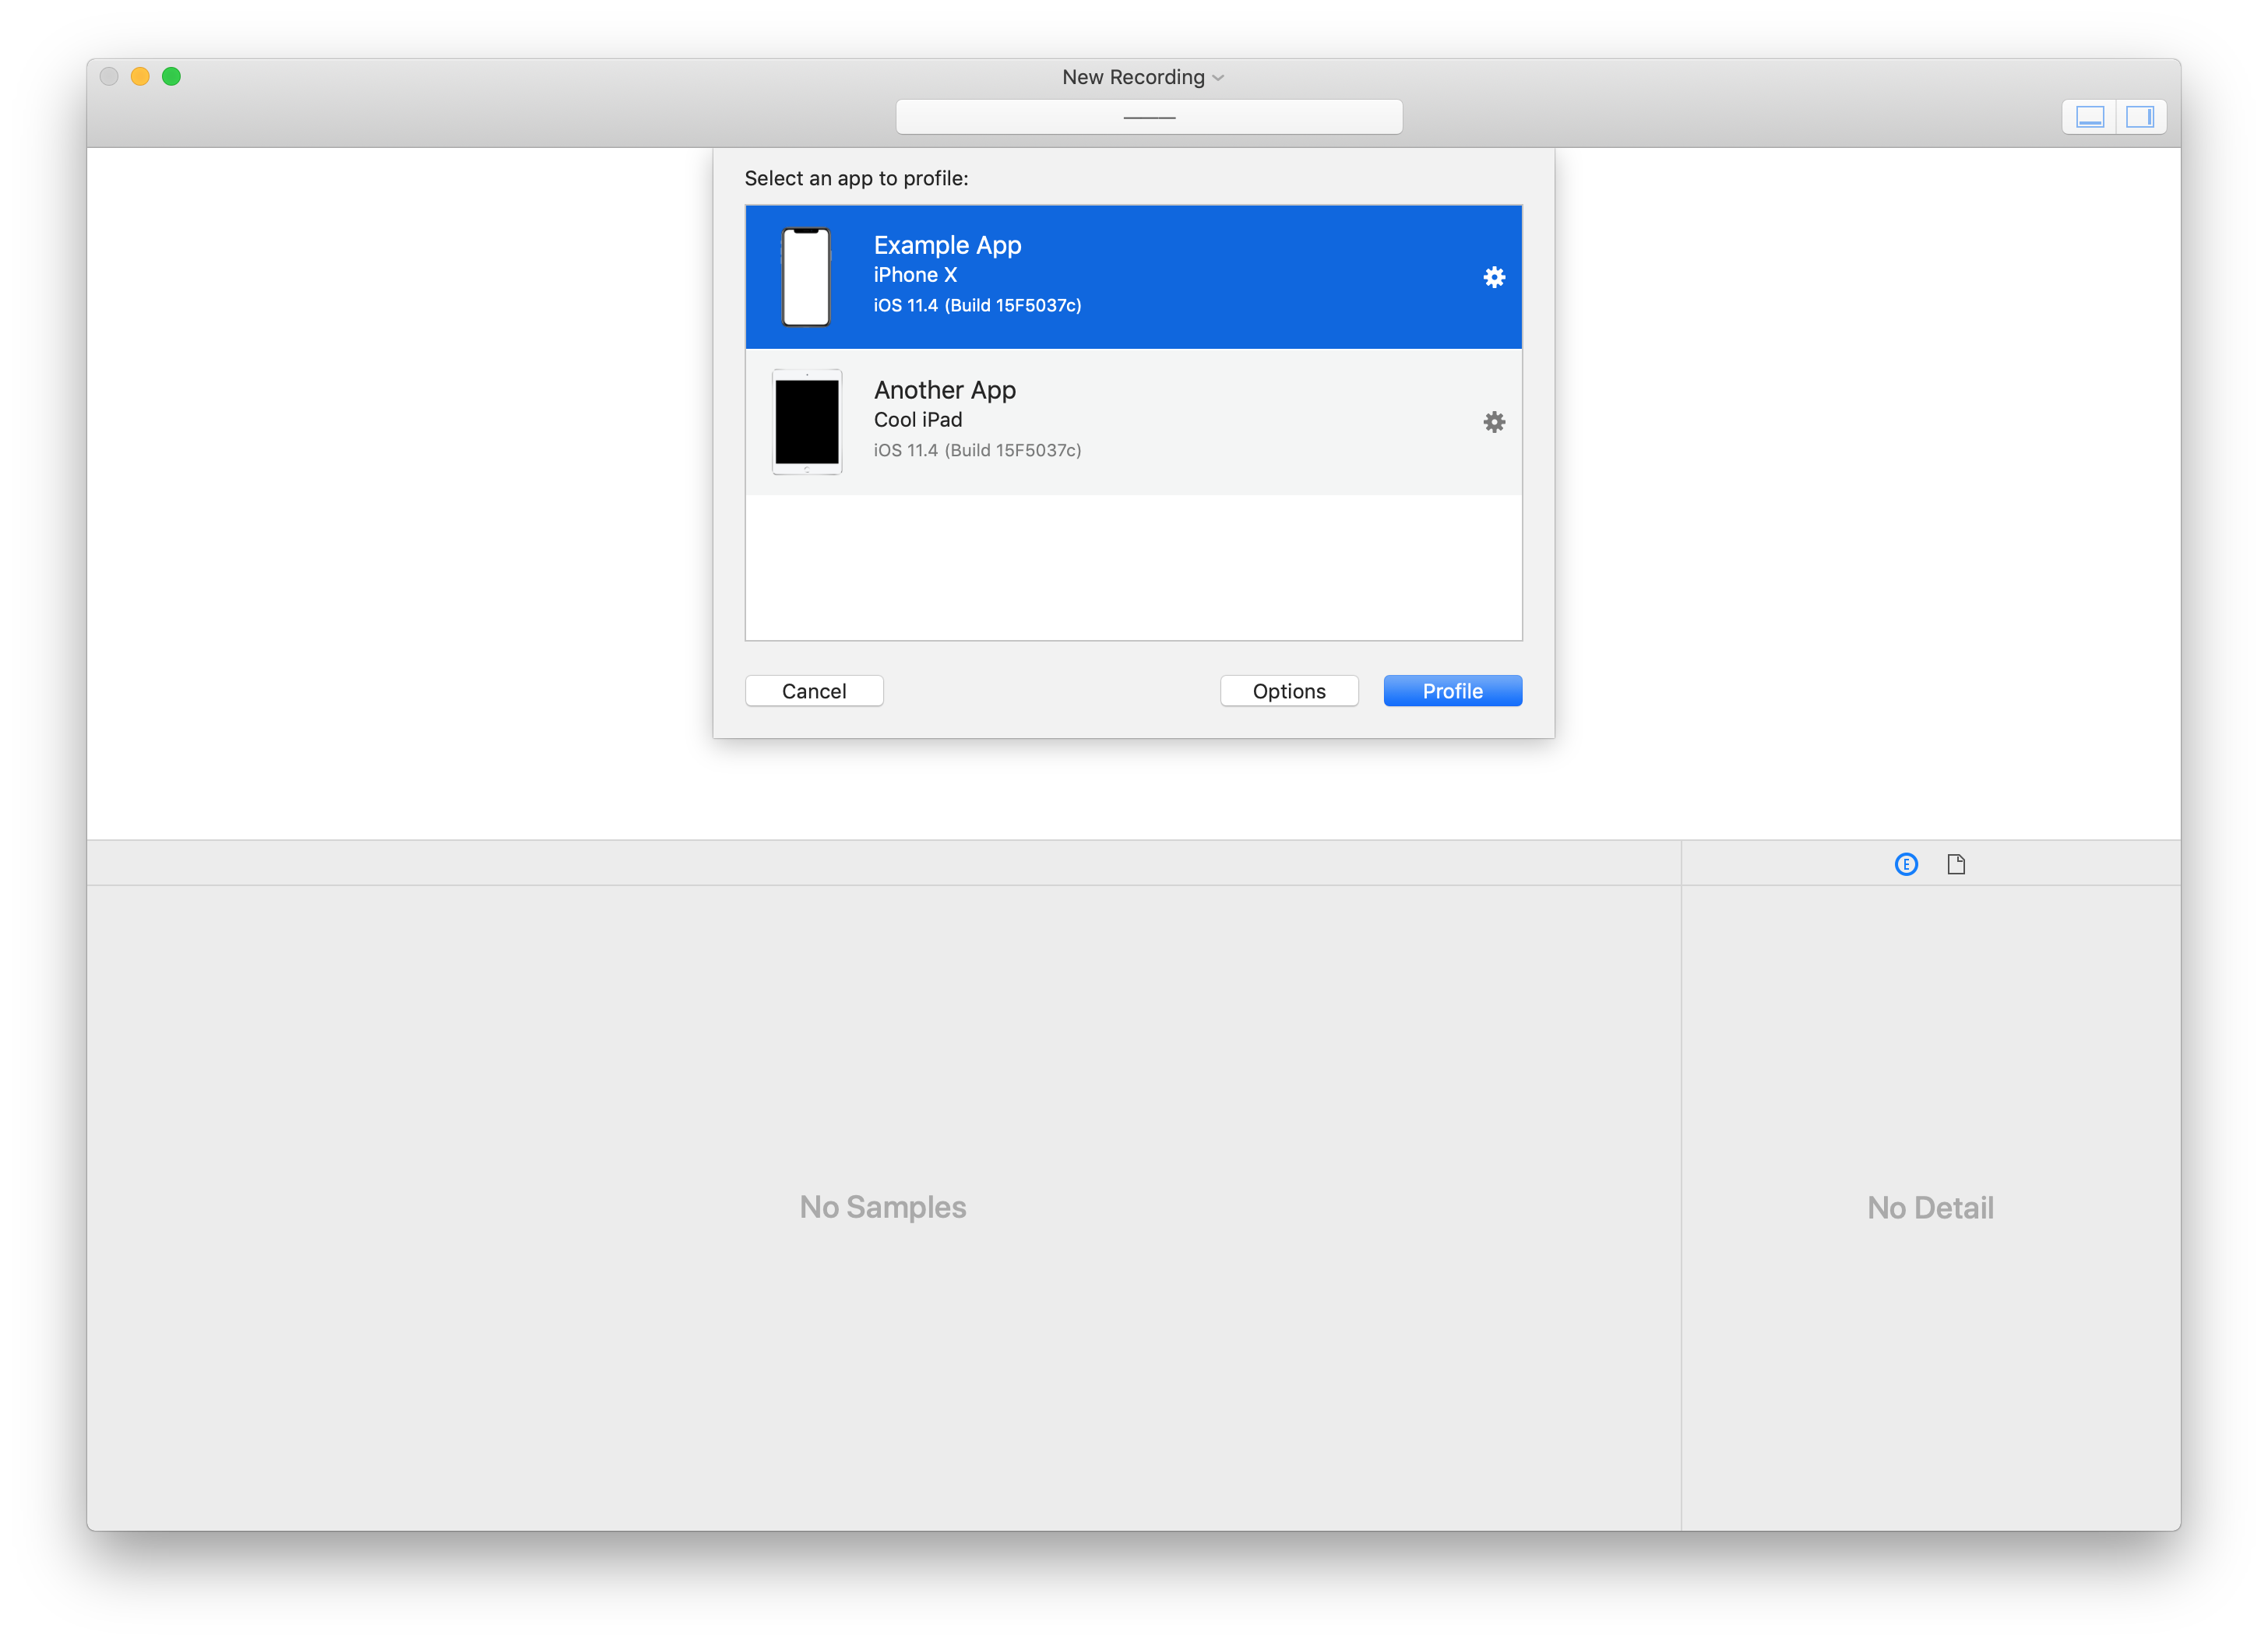 New Recording
Select an app to profile:
Example App
iPhone X
iOS 11.4 (Build 15F5037c)
Another App
Cool iPad
iOS 11.4 (Build 15F5037c)
Cancel
Options
Profile
E
No Samples
No Detail